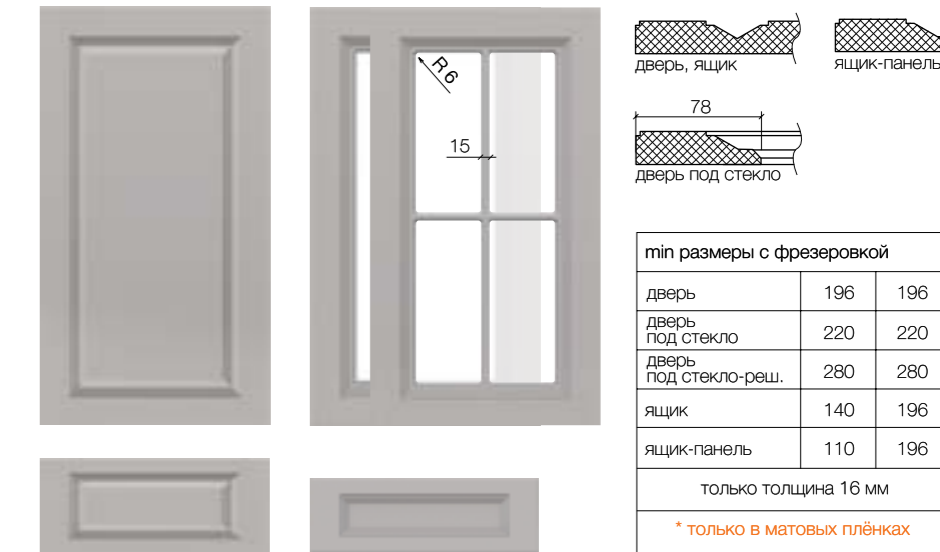 R6
15
дверь, ящик
ящик-панель
78
дверь под стекло
min размеры с фрезеровкой
дверь 196 196
дверь
под стекло 220 220
дверь
под стекло-реш. 280 280
ящик 140 196
ящик-панель 110 196
только толщина 16 мм
* только в матовых плёнках